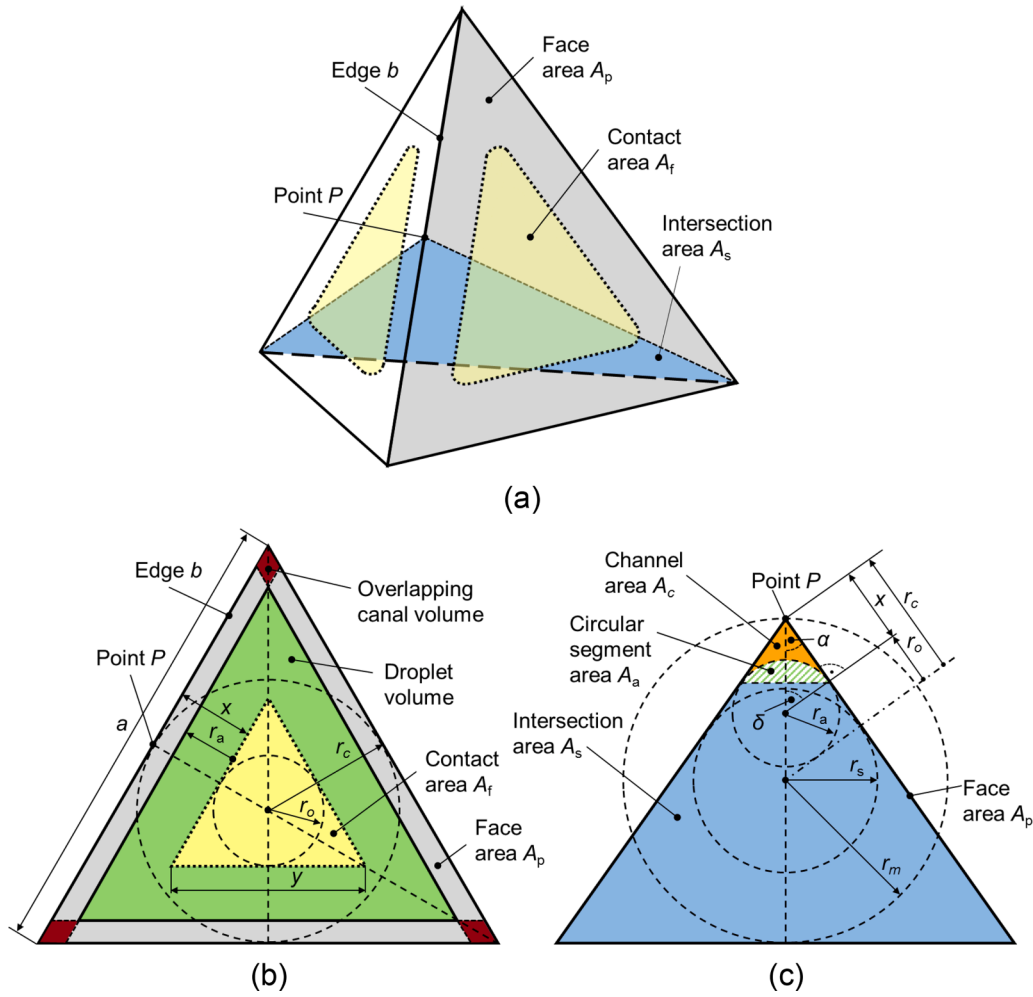 Face
area Ap
Edge b
Contact
area Af
Point P
Intersection
area As
(a)
Edge b
Overlapping
canal volume
Point P
Droplet
volume
a
x
ra
rc
Contact
area Af
ro
Face
area Ap
y
(b)
Channel
area Ac
Point P
rc
x
ro
Circular
segment
area Aa
α
δ
ra
Intersection
area As
rs
Face
area Ap
rm
(c)